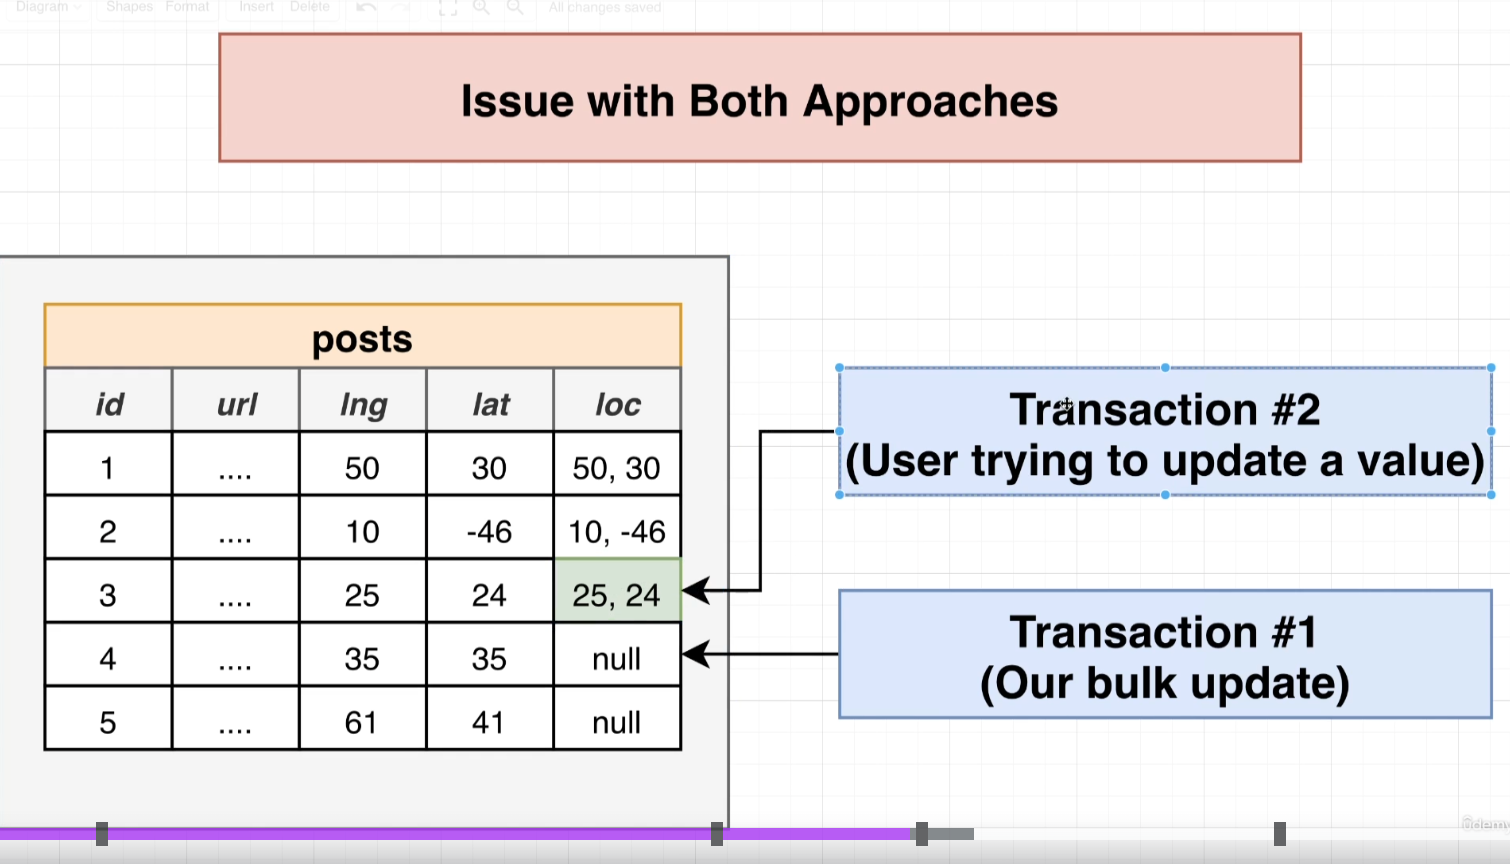 Diagram Shapes Format Insert Delete All changes saved
Issue with Both Approaches
posts
id url lng lat loc
1 .... 50 30 50, 30
2 .... 10 -46 10, -46
3 .... 25 24 25, 24
4 .... 35 35 null
5 .... 61 41 null
Transaction #2
(User trying to update a value)
Transaction #1
(Our bulk update)
ûdemy